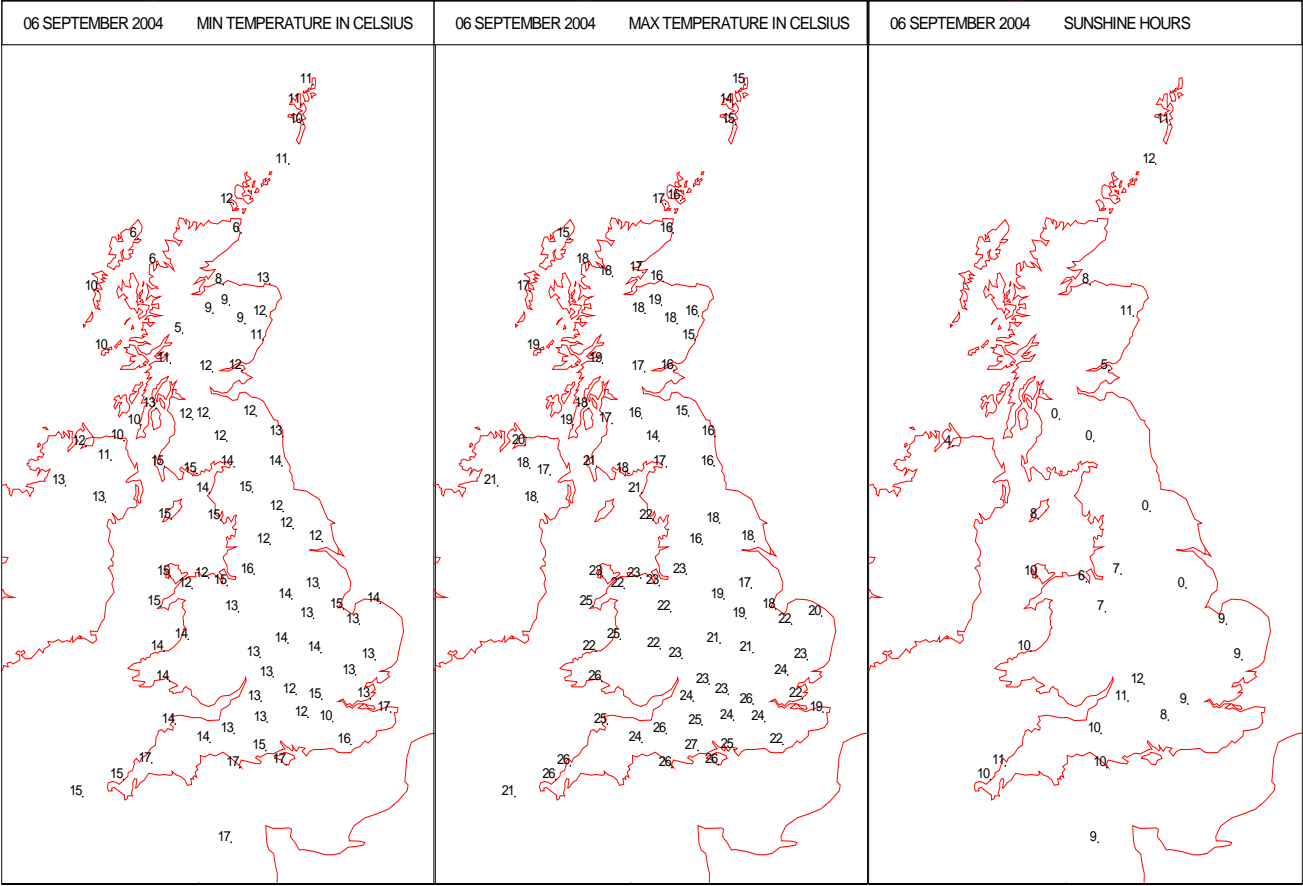 06 SEPTEMBER 2004 MIN TEMPERATURE IN CELSIUS
11.
11.
10.
11.
12.
6.
6.
6.
8. 13.
10.
9.
9. 12.
9.
5. 11.
10.
11. 12. 12.
13.
10. 12. 12. 12.
12. 10. 12. 13.
11. 15. 15. 14. 14.
13. 14. 15.
13. 15. 15. 12.
12.
12. 12.
15. 12. 12. 15. 16. 13.
15. 13. 14. 15. 14.
13. 13.
14. 14. 14. 14.
13. 13.
14. 13. 13.
13. 12. 15. 13. 17.
14. 13. 13. 12. 10.
14. 15. 16.
17. 17. 17.
15.
15.
17.
06 SEPTEMBER 2004 MAX TEMPERATURE IN CELSIUS
15.
14.
15.
17. 16.
16.
15.
18. 18. 17. 16.
17.
18. 19. 18. 16.
15.
19.
19. 17. 16.
18.
19. 17. 16. 15.
20. 14. 16.
18. 17. 21. 18. 17. 16.
21. 21.
18. 22. 18.
16. 18.
23. 22. 23. 23. 23. 19.
25. 22. 19. 18. 20.
19. 22.
22. 25. 22. 21. 21.
23. 23.
26. 23. 24.
24. 23. 26. 22. 19.
25. 26. 25. 24. 24.
24. 27. 25. 22.
26. 26. 26.
26.
21.
06 SEPTEMBER 2004 SUNSHINE HOURS
11.
12.
8.
11.
5.
0.
4. 0.
8. 0.
10. 6. 7. 0.
7. 9.
10. 9.
12.
11. 9.
10. 8.
11. 10.
10.
9.